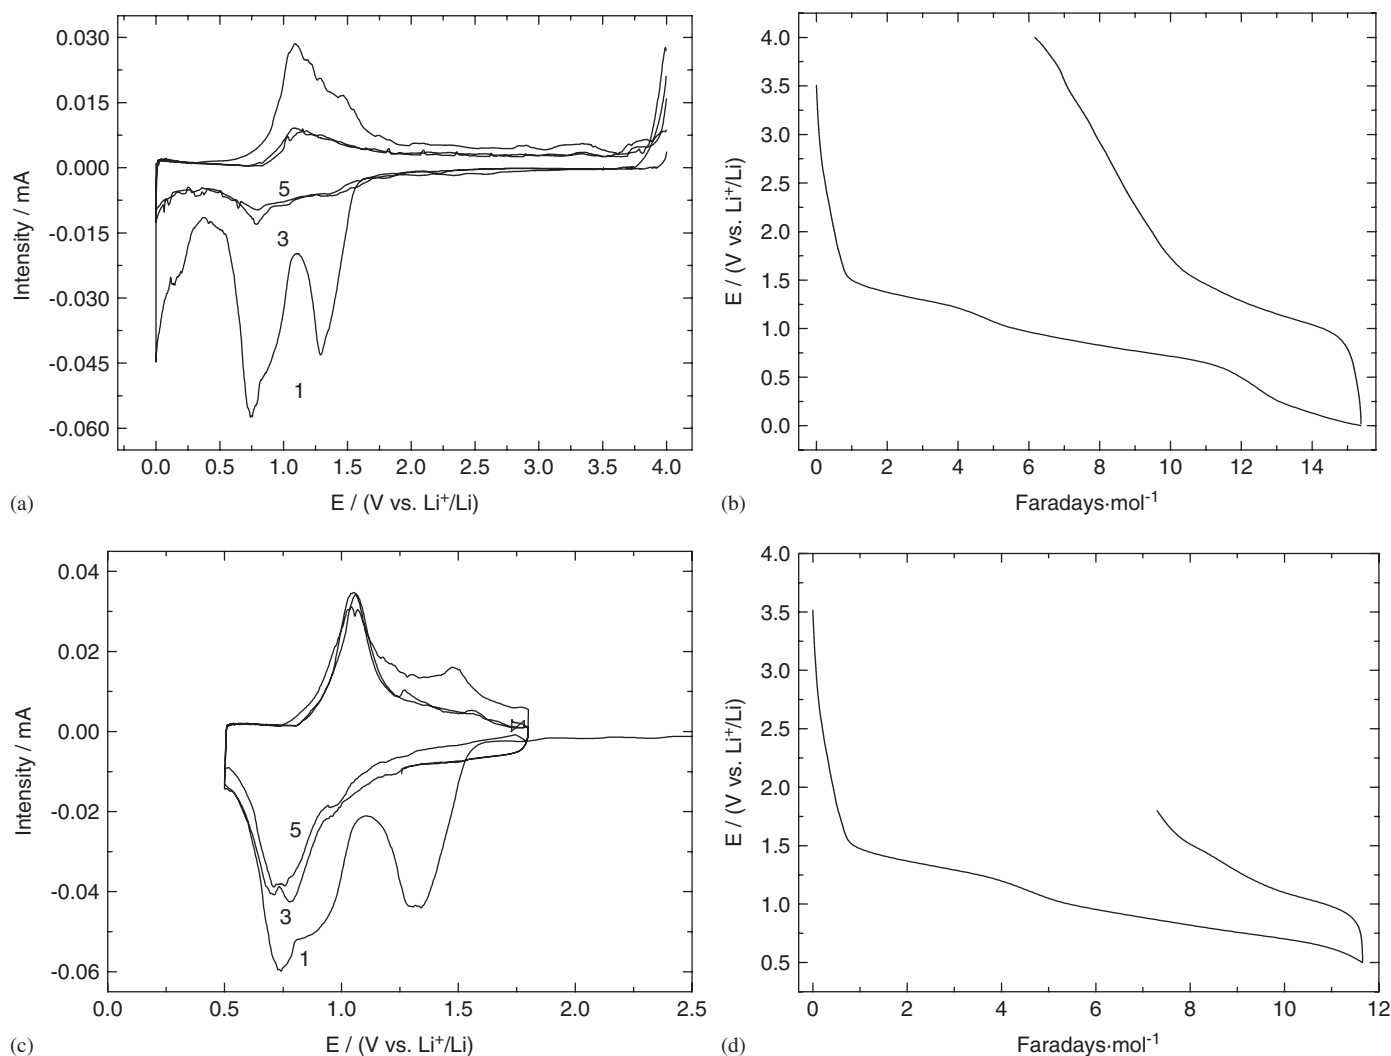 0.030
0.015
0.000
-0.015
-0.030
-0.045
-0.060
Intensity / mA
5
3
1
0.0 0.5 1.0 1.5 2.0 2.5 3.0 3.5 4.0
E / (V vs. Li⁺/Li)
(a)
4.0
3.5
3.0
2.5
2.0
1.5
1.0
0.5
0.0
E / (V vs. Li⁺/Li)
0 2 4 6 8 10 12 14
Faradays·mol⁻¹
(b)
0.04
0.02
0.00
-0.02
-0.04
-0.06
Intensity / mA
5
3
1
0.0 0.5 1.0 1.5 2.0 2.5
E / (V vs. Li⁺/Li)
(c)
4.0
3.5
3.0
2.5
2.0
1.5
1.0
0.5
E / (V vs. Li⁺/Li)
0 2 4 6 8 10 12
Faradays·mol⁻¹
(d)